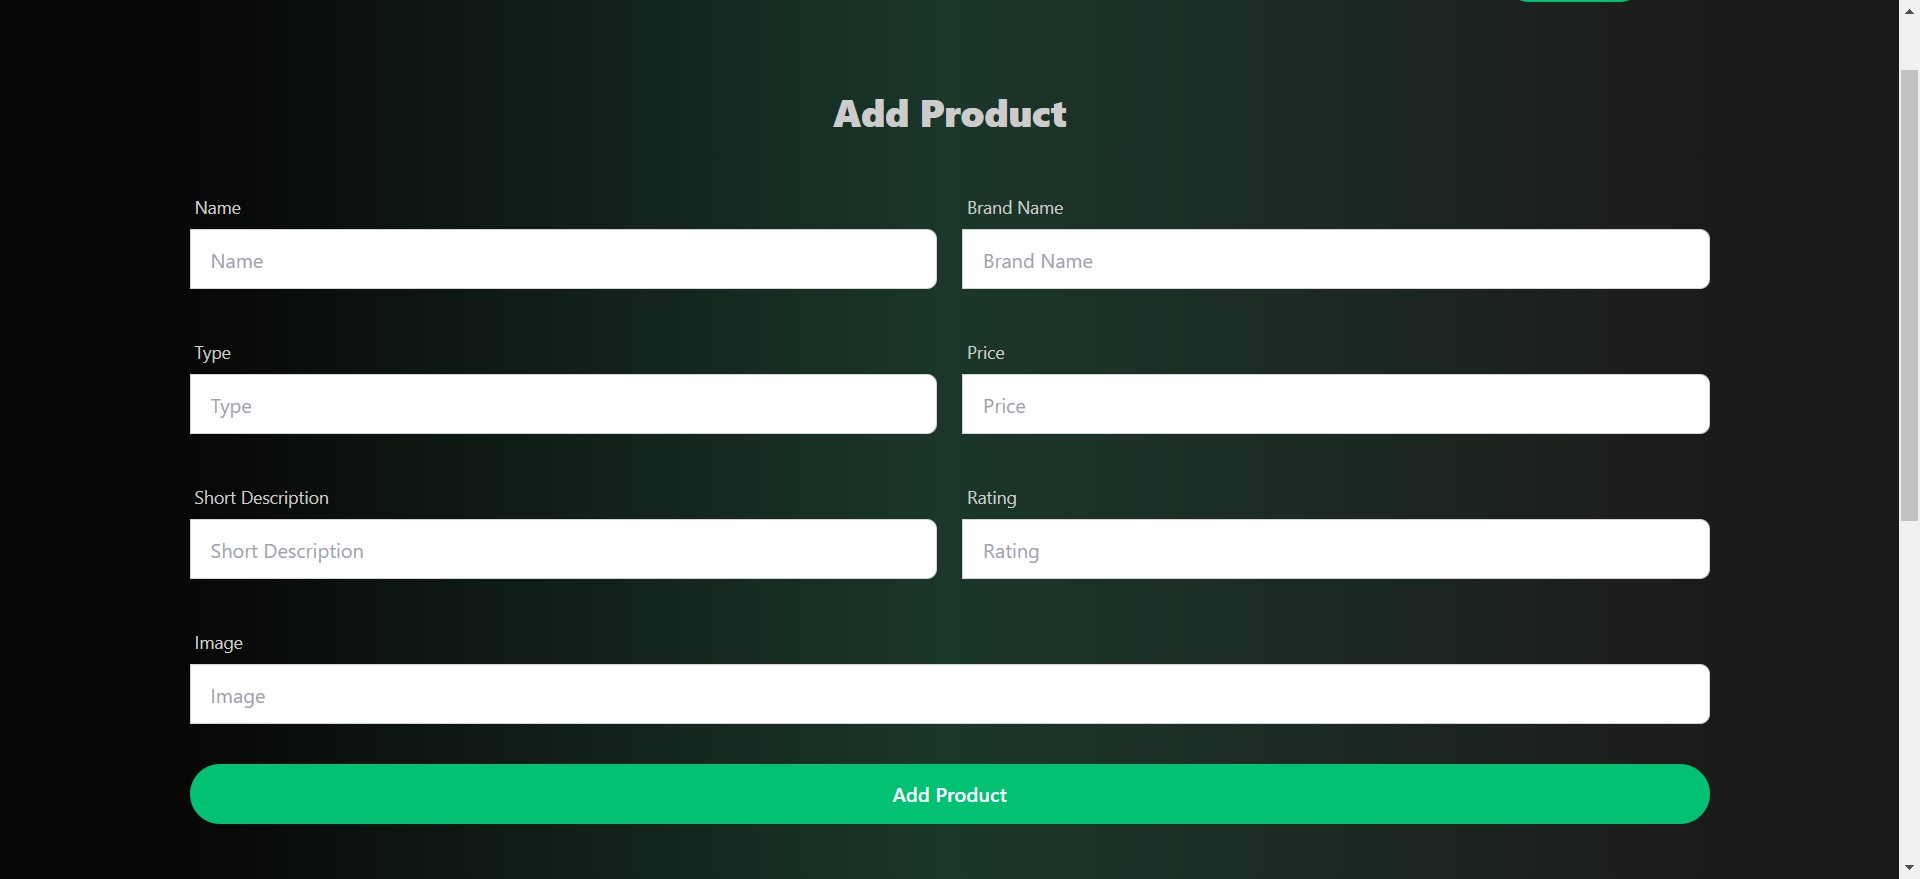 Add Product
Name
Brand Name
Name
Brand Name
Type
Price
Type
Price
Short Description
Rating
Short Description
Rating
Image
Image
Add Product